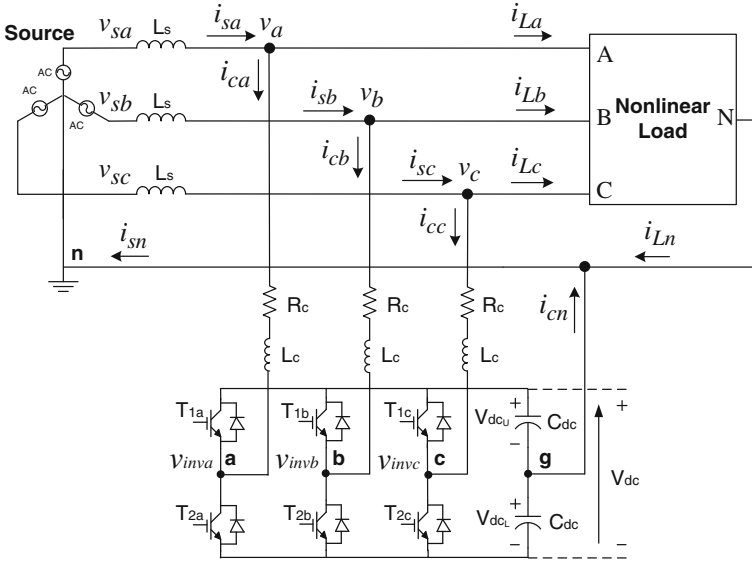 Source
v_sa
L_s
i_sa
v_a
i_La
A
AC
i_ca
AC
AC
v_sb
L_s
i_sb
v_b
i_Lb
B
Nonlinear
Load
N
i_cb
v_sc
L_s
i_sc
v_c
i_Lc
C
i_cc
n
i_sn
i_Ln
i_cn
R_c
R_c
R_c
L_c
L_c
L_c
T_1a
T_1b
T_1c
V_dcU
+
−
C_dc
+
v_inva
a
v_invb
b
v_invc
c
g
V_dc
T_2a
T_2b
T_2c
V_dcL
+
−
C_dc
−